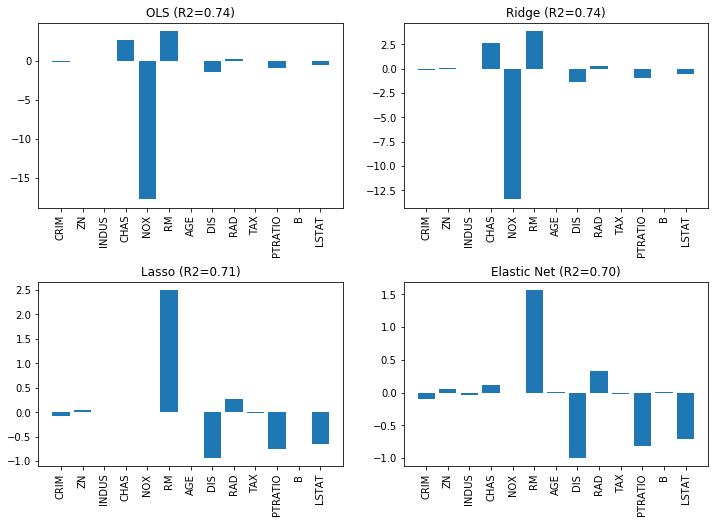 OLS (R2=0.74)
0
−5
−10
−15
CRIM
ZN
INDUS
CHAS
NOX
RM
AGE
DIS
RAD
TAX
PTRATIO
B
LSTAT
Ridge (R2=0.74)
2.5
0.0
−2.5
−5.0
−7.5
−10.0
−12.5
CRIM
ZN
INDUS
CHAS
NOX
RM
AGE
DIS
RAD
TAX
PTRATIO
B
LSTAT
Lasso (R2=0.71)
2.5
2.0
1.5
1.0
0.5
0.0
−0.5
−1.0
CRIM
ZN
INDUS
CHAS
NOX
RM
AGE
DIS
RAD
TAX
PTRATIO
B
LSTAT
Elastic Net (R2=0.70)
1.5
1.0
0.5
0.0
−0.5
−1.0
CRIM
ZN
INDUS
CHAS
NOX
RM
AGE
DIS
RAD
TAX
PTRATIO
B
LSTAT